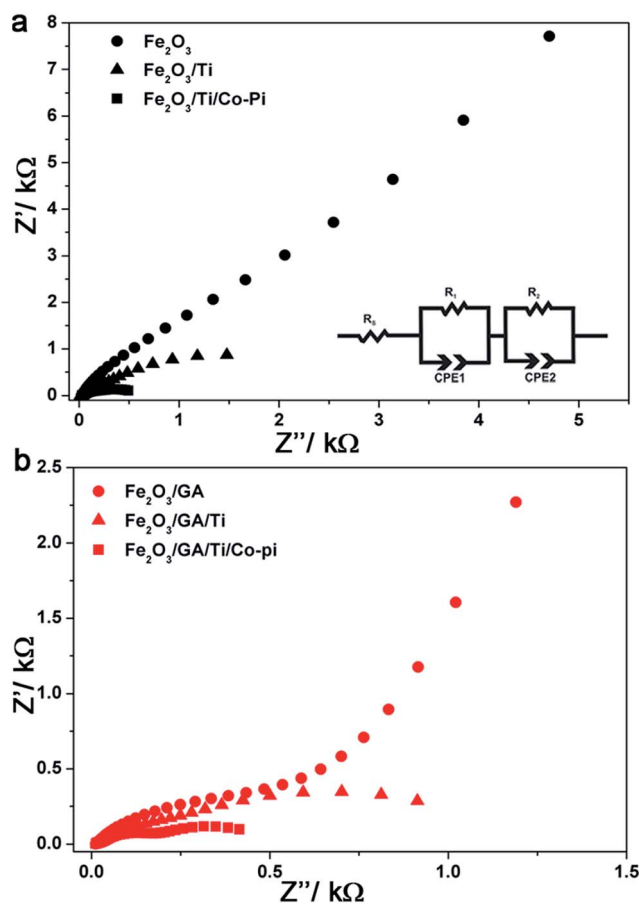 a
Fe₂O₃
Fe₂O₃/Ti
Fe₂O₃/Ti/Co-Pi
Z'/ kΩ
8
7
6
5
4
3
2
1
0
R₁
R₂
Rₛ
CPE1
CPE2
0 1 2 3 4 5
Z''/ kΩ
b
Fe₂O₃/GA
Fe₂O₃/GA/Ti
Fe₂O₃/GA/Ti/Co-pi
Z'/ kΩ
2.5
2.0
1.5
1.0
0.5
0.0
0.0 0.5 1.0 1.5
Z''/ kΩ